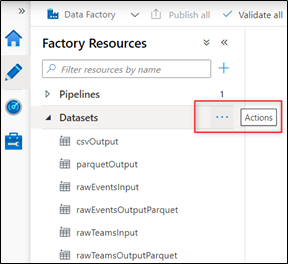 Data Factory
Publish all
Validate all
Factory Resources
Filter resources by name
Pipelines 1
Datasets
Actions
csvOutput
parquetOutput
rawEventsInput
rawEventsOutputParquet
rawTeamsInput
rawTeamsOutputParquet